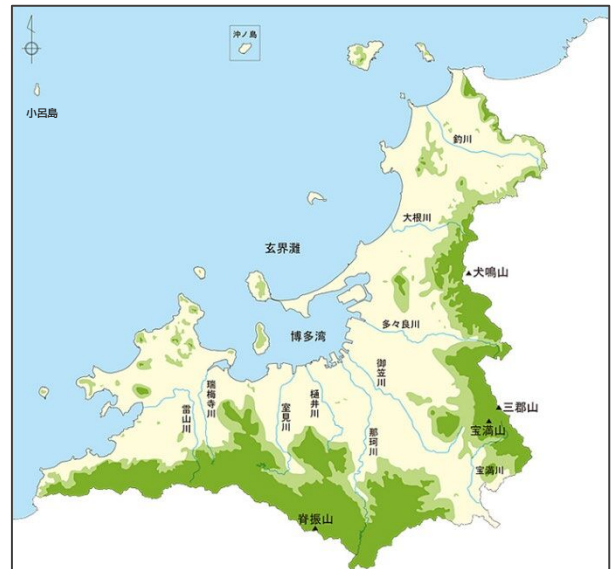 沖ノ島
小呂島
釣川
大根川
玄界灘
犬鳴山
多々良川
博多湾
御笠川
瑞梅寺川
雷山川
室見川
樋井川
那珂川
三郡山
宝満山
宝満川
脊振山